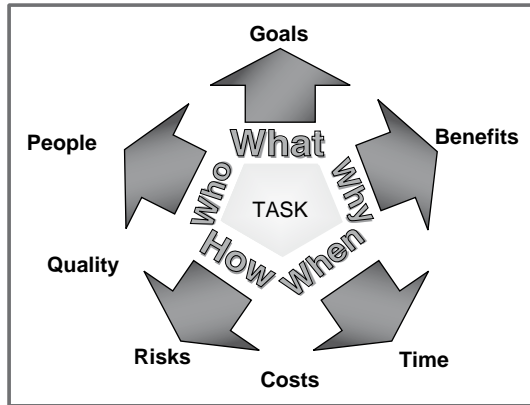 Goals
People
Benefits
What
Who
Why
TASK
How
When
Quality
Risks
Time
Costs